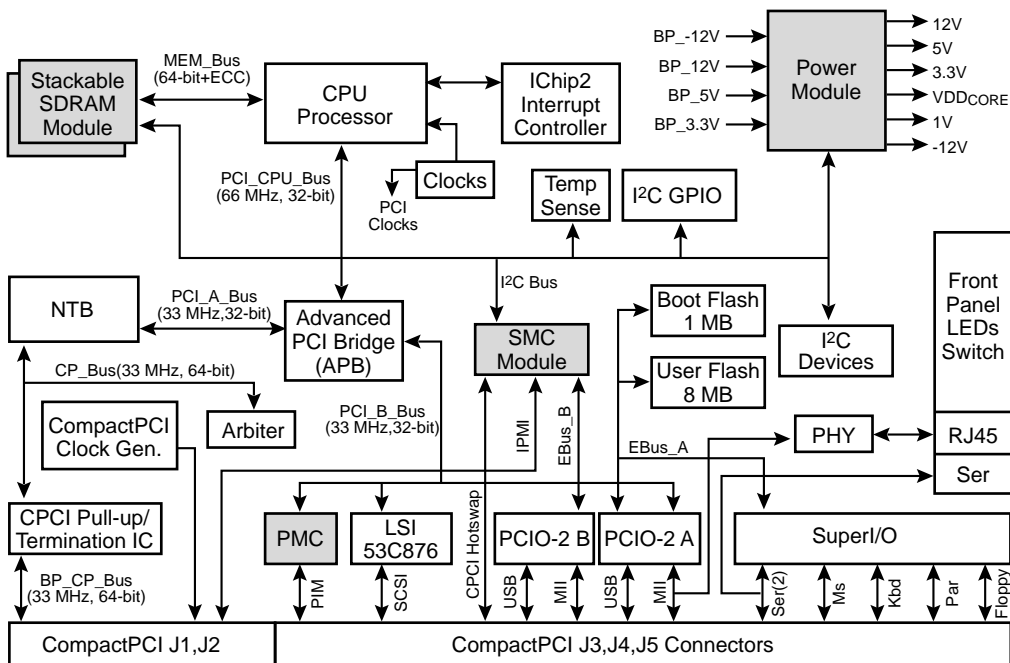 12V
5V
3.3V
VDDCORE
1V
-12V
BP_-12V
BP_12V
BP_5V
BP_3.3V
Power
Module
MEM_Bus
(64-bit+ECC)
Stackable
SDRAM
Module
CPU
Processor
IChip2
Interrupt
Controller
PCI_CPU_Bus
(66 MHz, 32-bit)
Clocks
PCI
Clocks
Temp
Sense
I2C GPIO
I2C Bus
NTB
PCI_A_Bus
(33 MHz,32-bit)
Advanced
PCI Bridge
(APB)
SMC
Module
Boot Flash
1 MB
User Flash
8 MB
I2C
Devices
Front
Panel
LEDs
Switch
CP_Bus(33 MHz, 64-bit)
CompactPCI
Clock Gen.
Arbiter
PCI_B_Bus
(33 MHz,32-bit)
IPMI
EBus_B
EBus_A
PHY
RJ45
Ser
CPCI Pull-up/
Termination IC
PMC
LSI
53C876
CPCI Hotswap
PCIO-2 B
PCIO-2 A
SuperI/O
BP_CP_Bus
(33 MHz, 64-bit)
PIM
SCSI
USB
MII
USB
MII
Ser(2)
Ms
Kbd
Par
Floppy
CompactPCI J1,J2
CompactPCI J3,J4,J5 Connectors